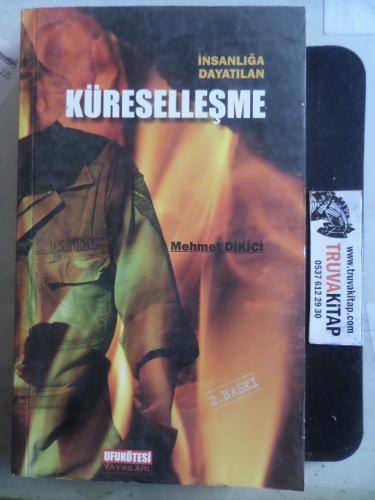 İNSANLIĞA
DAYATILAN
KÜRESELLEŞME
U.S. ARMY
Mehmet DİKİCİ
2. BASKI
UFUKÖTESİ
YAYINLARI
www.truvakitap.com
TRUVAKİTAP
0537 612 29 30